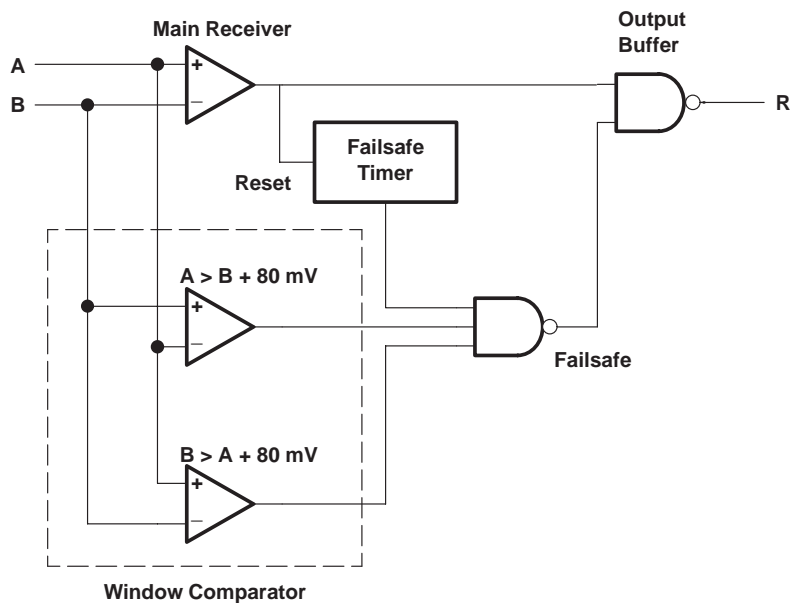 Output
Buffer
Main Receiver
A
+
_
B
R
Failsafe
Timer
Reset
A > B + 80 mV
+
_
Failsafe
B > A + 80 mV
+
_
Window Comparator